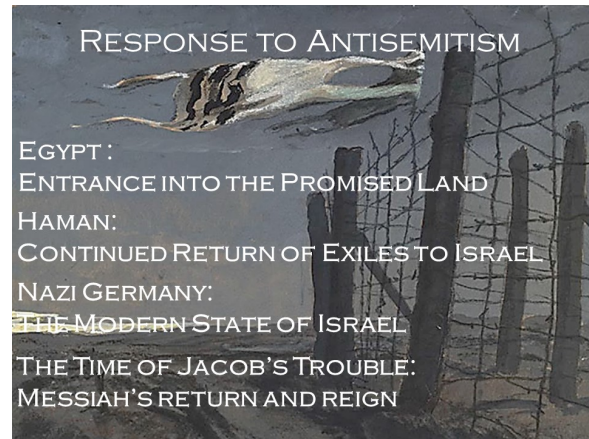 Response to Antisemitism
Egypt :
Entrance into the Promised Land
Haman:
Continued Return of Exiles to Israel
Nazi Germany:
The Modern State of Israel
The Time of Jacob's Trouble:
Messiah's return and reign